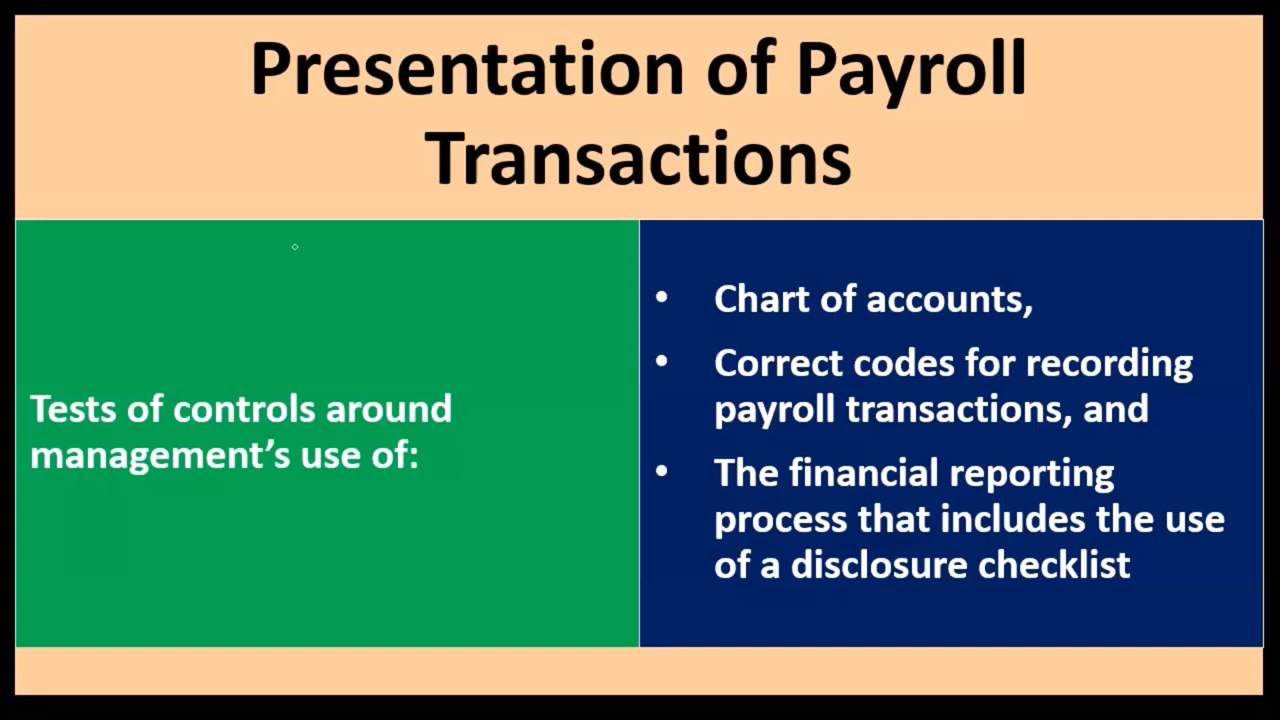 Presentation of Payroll
Transactions
Tests of controls around
management’s use of:
• Chart of accounts,
• Correct codes for recording
payroll transactions, and
• The financial reporting
process that includes the use
of a disclosure checklist